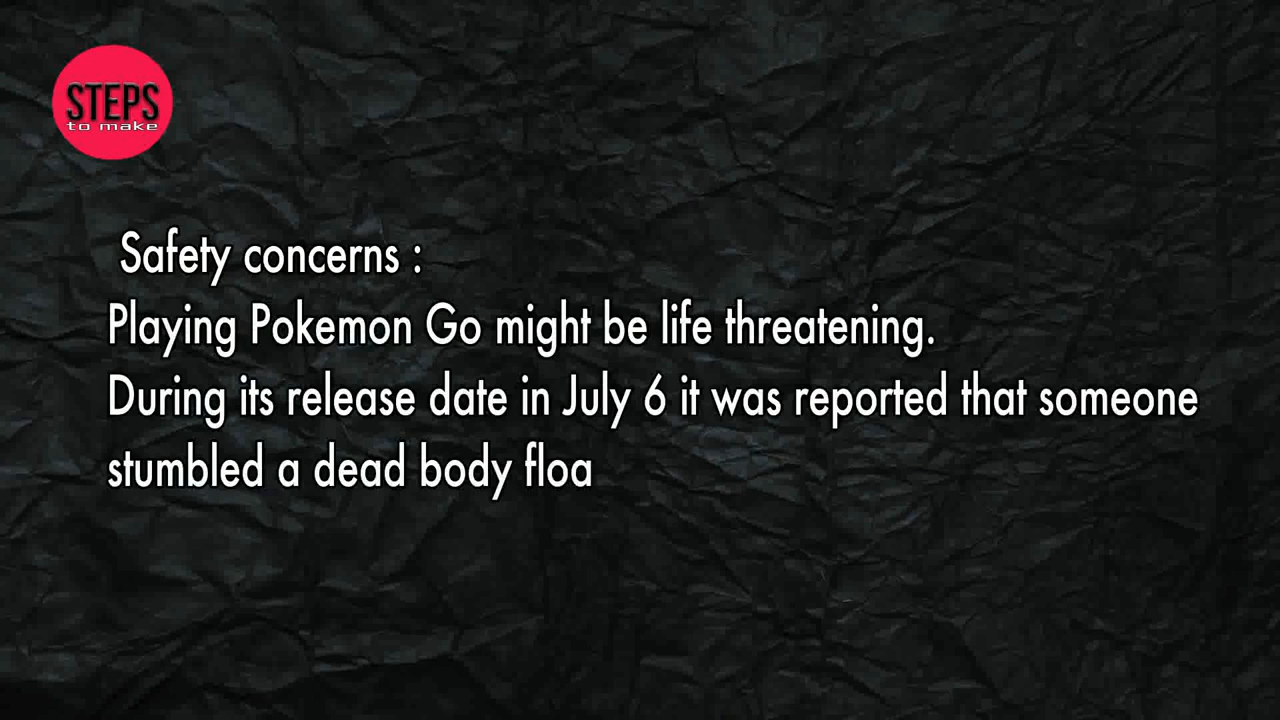 STEPS
to make
Safety concerns :
Playing Pokemon Go might be life threatening.
During its release date in July 6 it was reported that someone
stumbled a dead body floa